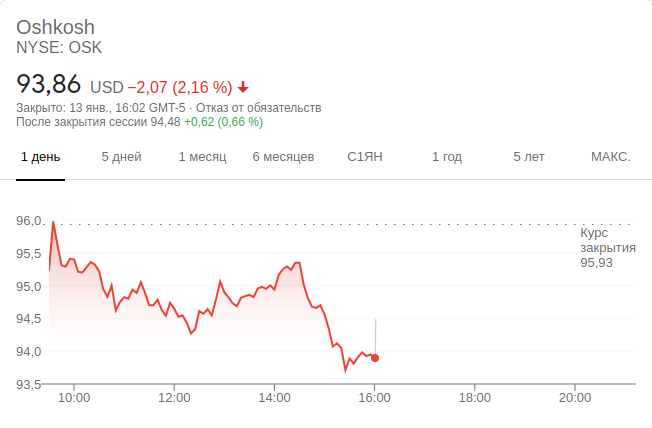 Oshkosh
NYSE: OSK
93,86 USD −2,07 (2,16 %)
Закрыто: 13 янв., 16:02 GMT-5 · Отказ от обязательств
После закрытия сессии 94,48 +0,62 (0,66 %)
1 день 5 дней 1 месяц 6 месяцев С1ЯН 1 год 5 лет МАКС.
96,0
Курс
закрытия
95,93
95,5
95,0
94,5
94,0
93,5
10:00 12:00 14:00 16:00 18:00 20:00